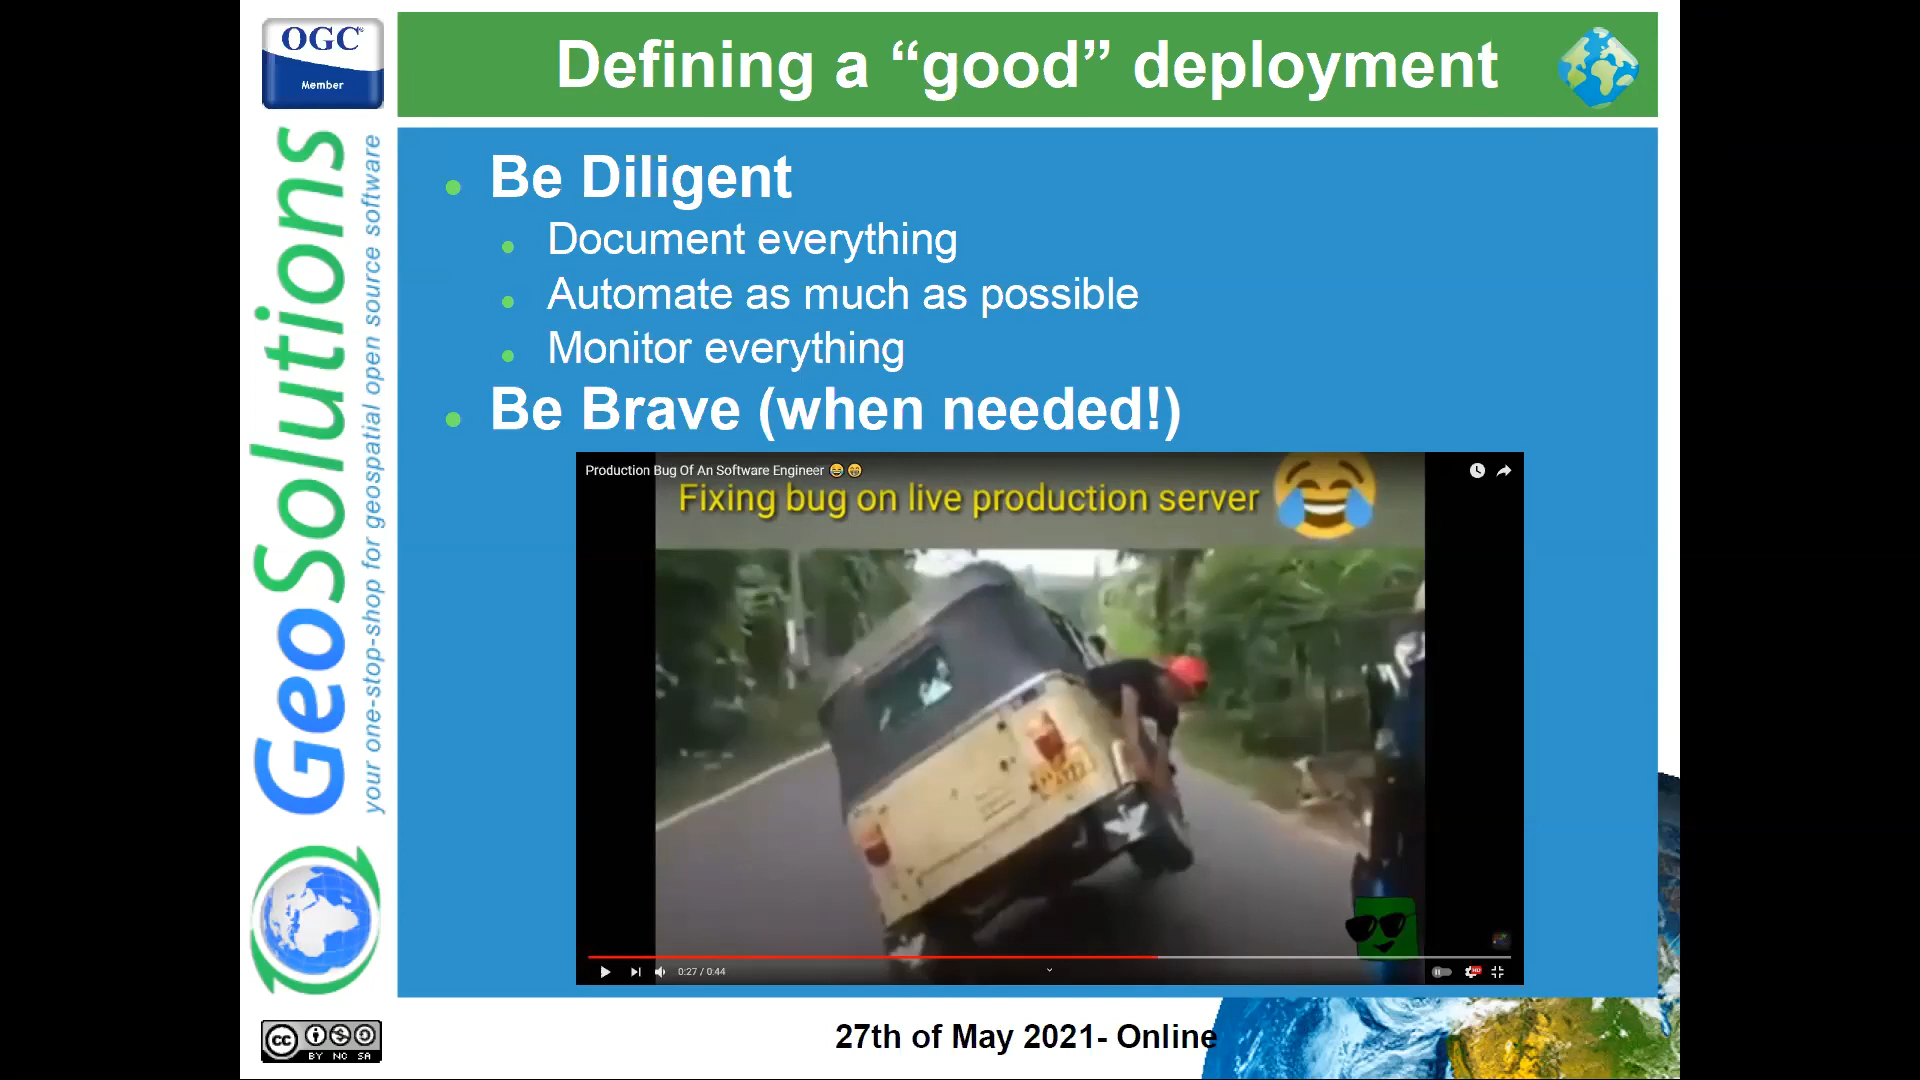 OGC
Member
Defining a “good” deployment
GeoSolutions
your one-stop-shop for geospatial open source software
Be Diligent
Document everything
Automate as much as possible
Monitor everything
Be Brave (when needed!)
Production Bug Of An Software Engineer 😂😁
Fixing bug on live production server 😂
0:27 / 0:44
HD
cc
BY NC SA
27th of May 2021- Online